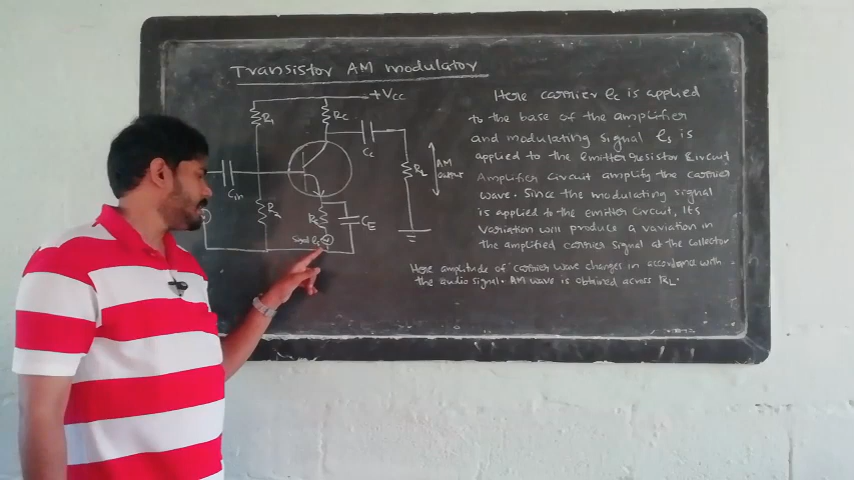 Transistor AM modulator
+VCC
R1
RC
CC
Cin
R2
RL
AM
OUTPUT
CE
Signal
Here carrier ec is applied
to the base of the amplifier
and modulating signal es is
applied to the Emitter resistor circuit
Amplifier circuit amplify the carrier
wave. Since the modulating signal
is applied to the emitter circuit, Its
variation will produce a variation in
the amplified carrier signal at the collector
Here amplitude of carrier wave changes in accordance with
the audio signal. AM wave is obtained across RL.